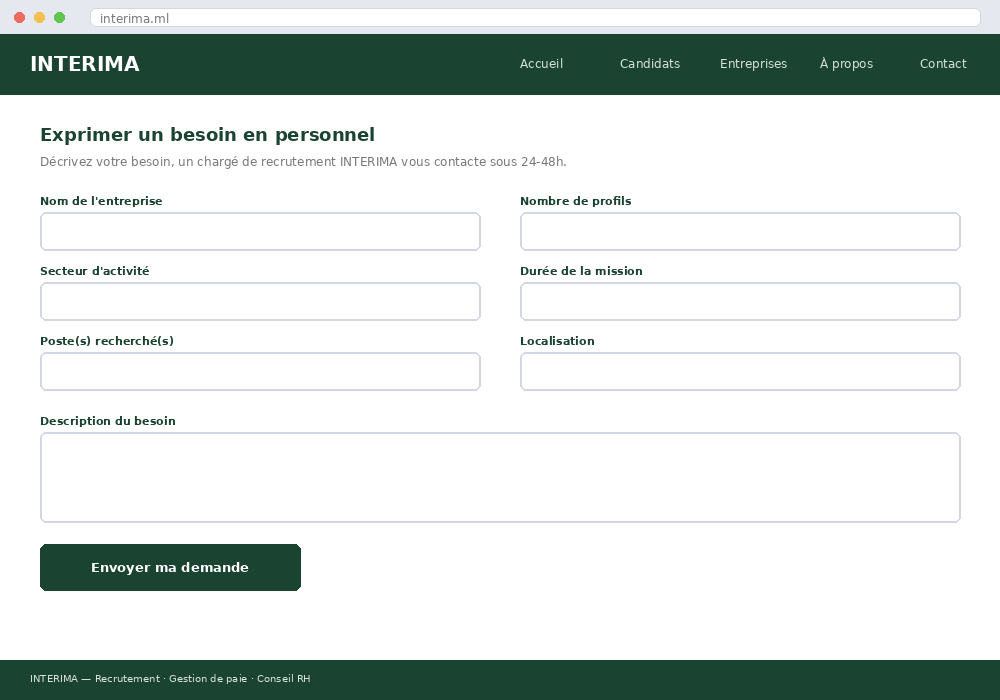 interima.ml
INTERIMA
Accueil Candidats Entreprises À propos Contact
Exprimer un besoin en personnel
Décrivez votre besoin, un chargé de recrutement INTERIMA vous contacte sous 24-48h.
Nom de l'entreprise
Nombre de profils
Secteur d'activité
Durée de la mission
Poste(s) recherché(s)
Localisation
Description du besoin
Envoyer ma demande
INTERIMA — Recrutement · Gestion de paie · Conseil RH